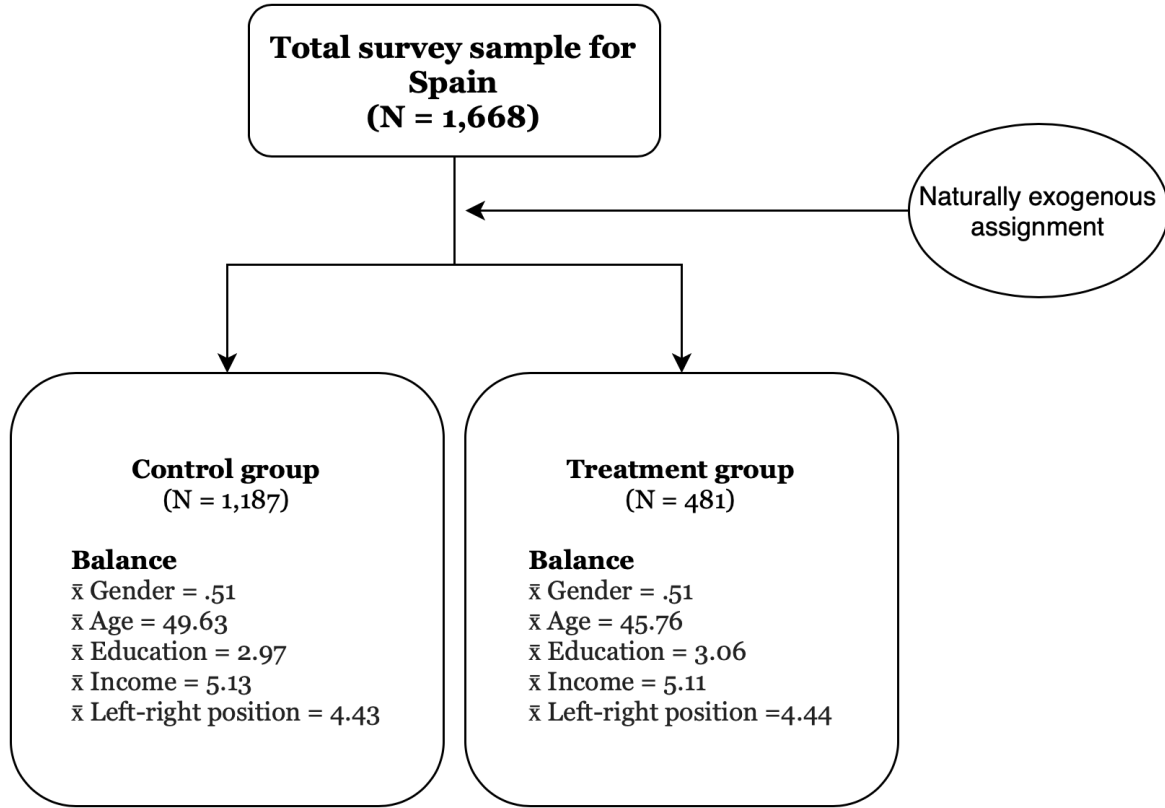 Total survey sample for
Spain
(N = 1,668)
Naturally exogenous
assignment
Control group
(N = 1,187)
Balance
x̄ Gender = .51
x̄ Age = 49.63
x̄ Education = 2.97
x̄ Income = 5.13
x̄ Left-right position = 4.43
Treatment group
(N = 481)
Balance
x̄ Gender = .51
x̄ Age = 45.76
x̄ Education = 3.06
x̄ Income = 5.11
x̄ Left-right position =4.44